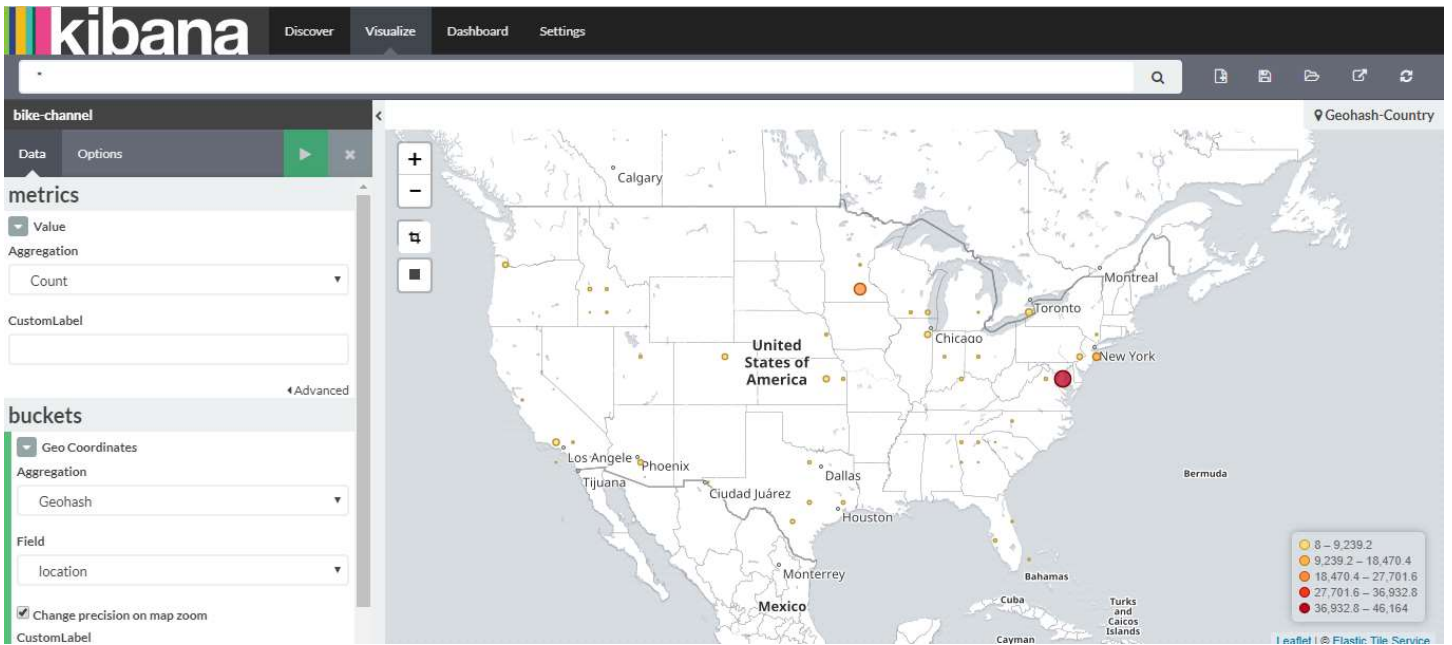 kibana
Discover Visualize Dashboard Settings
*
bike-channel
Geohash-Country
Data Options
metrics
Value
Aggregation
Count
CustomLabel
Advanced
buckets
Geo Coordinates
Aggregation
Geohash
Field
location
Change precision on map zoom
CustomLabel
+
−
Calgary
Montreal
Toronto
Chicago
New York
United
States of
America
Los Angele
Phoenix
Tijuana
Dallas
Ciudad Juárez
Houston
Bermuda
Monterrey
Bahamas
Mexico
Cuba
Turks
and
Caicos
Islands
Cayman
8 – 9,239.2
9,239.2 – 18,470.4
18,470.4 – 27,701.6
27,701.6 – 36,932.8
36,932.8 – 46,164
Leaflet | © Elastic Tile Service